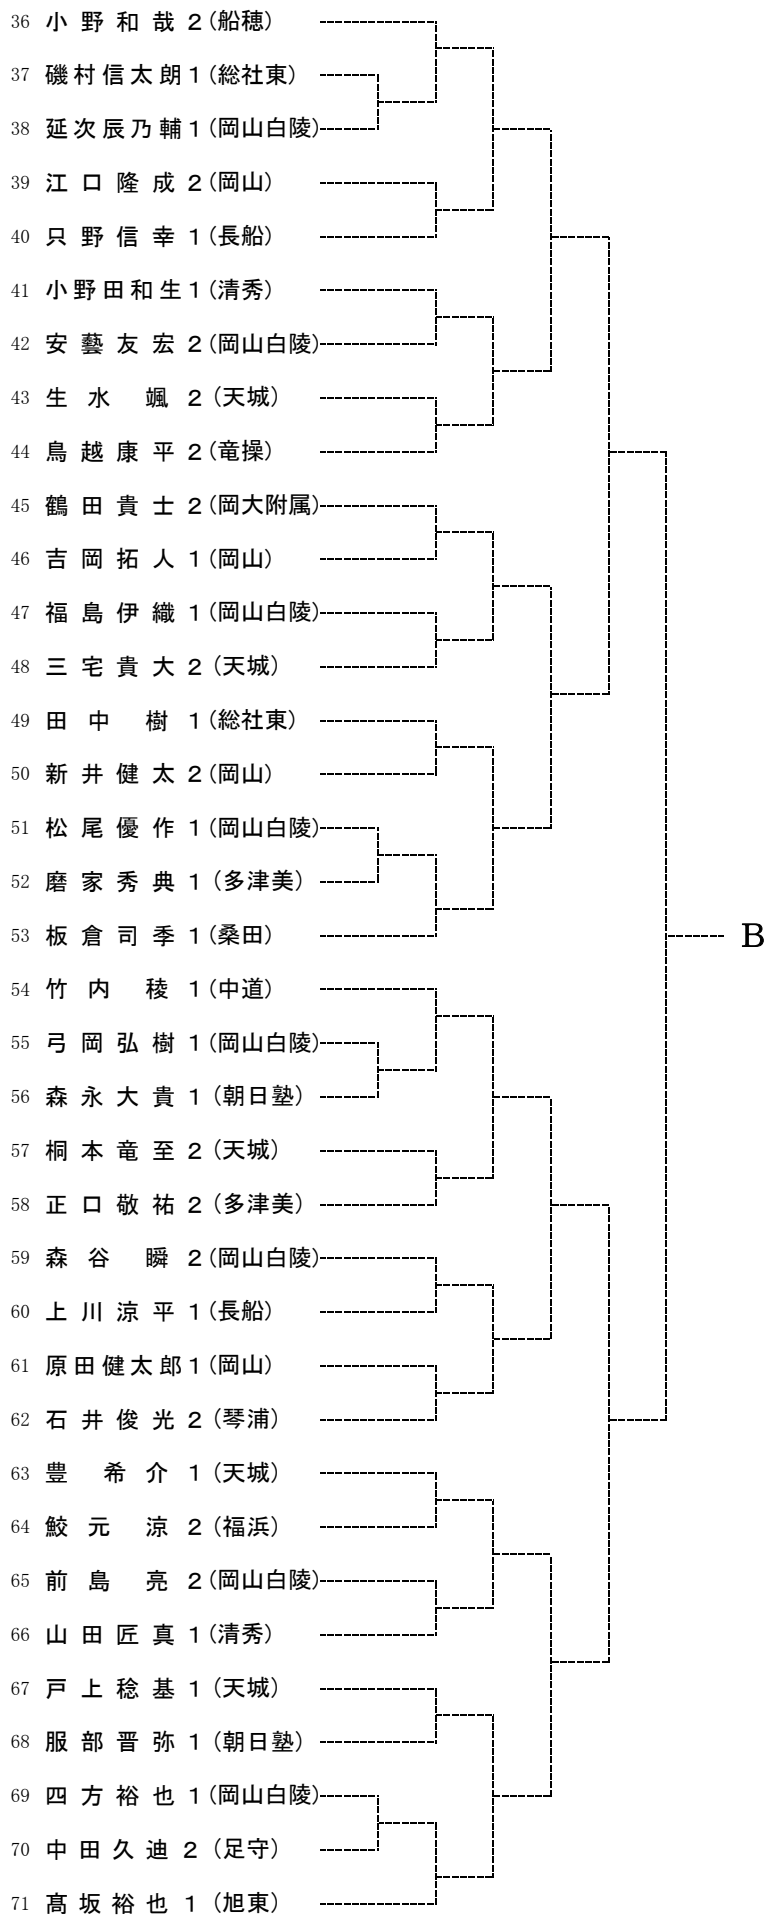 36 小野和哉 2 (船穂)
37 磯村信太朗 1 (総社東)
38 延次辰乃輔 1 (岡山白陵)
39 江口隆成 2 (岡山)
40 只野信幸 1 (長船)
41 小野田和生 1 (清秀)
42 安藝友宏 2 (岡山白陵)
43 生水 颯 2 (天城)
44 鳥越康平 2 (竜操)
45 鶴田貴士 2 (岡大附属)
46 吉岡拓人 1 (岡山)
47 福島伊織 1 (岡山白陵)
48 三宅貴大 2 (天城)
49 田中 樹 1 (総社東)
50 新井健太 2 (岡山)
51 松尾優作 1 (岡山白陵)
52 磨家秀典 1 (多津美)
53 板倉司季 1 (桑田)
B
54 竹内 稜 1 (中道)
55 弓岡弘樹 1 (岡山白陵)
56 森永大貴 1 (朝日塾)
57 桐本竜至 2 (天城)
58 正口敬祐 2 (多津美)
59 森谷 瞬 2 (岡山白陵)
60 上川涼平 1 (長船)
61 原田健太郎 1 (岡山)
62 石井俊光 2 (琴浦)
63 豊 希介 1 (天城)
64 鮫元 涼 2 (福浜)
65 前島 亮 2 (岡山白陵)
66 山田匠真 1 (清秀)
67 戸上稔基 1 (天城)
68 服部晋弥 1 (朝日塾)
69 四方裕也 1 (岡山白陵)
70 中田久迪 2 (足守)
71 髙坂裕也 1 (旭東)